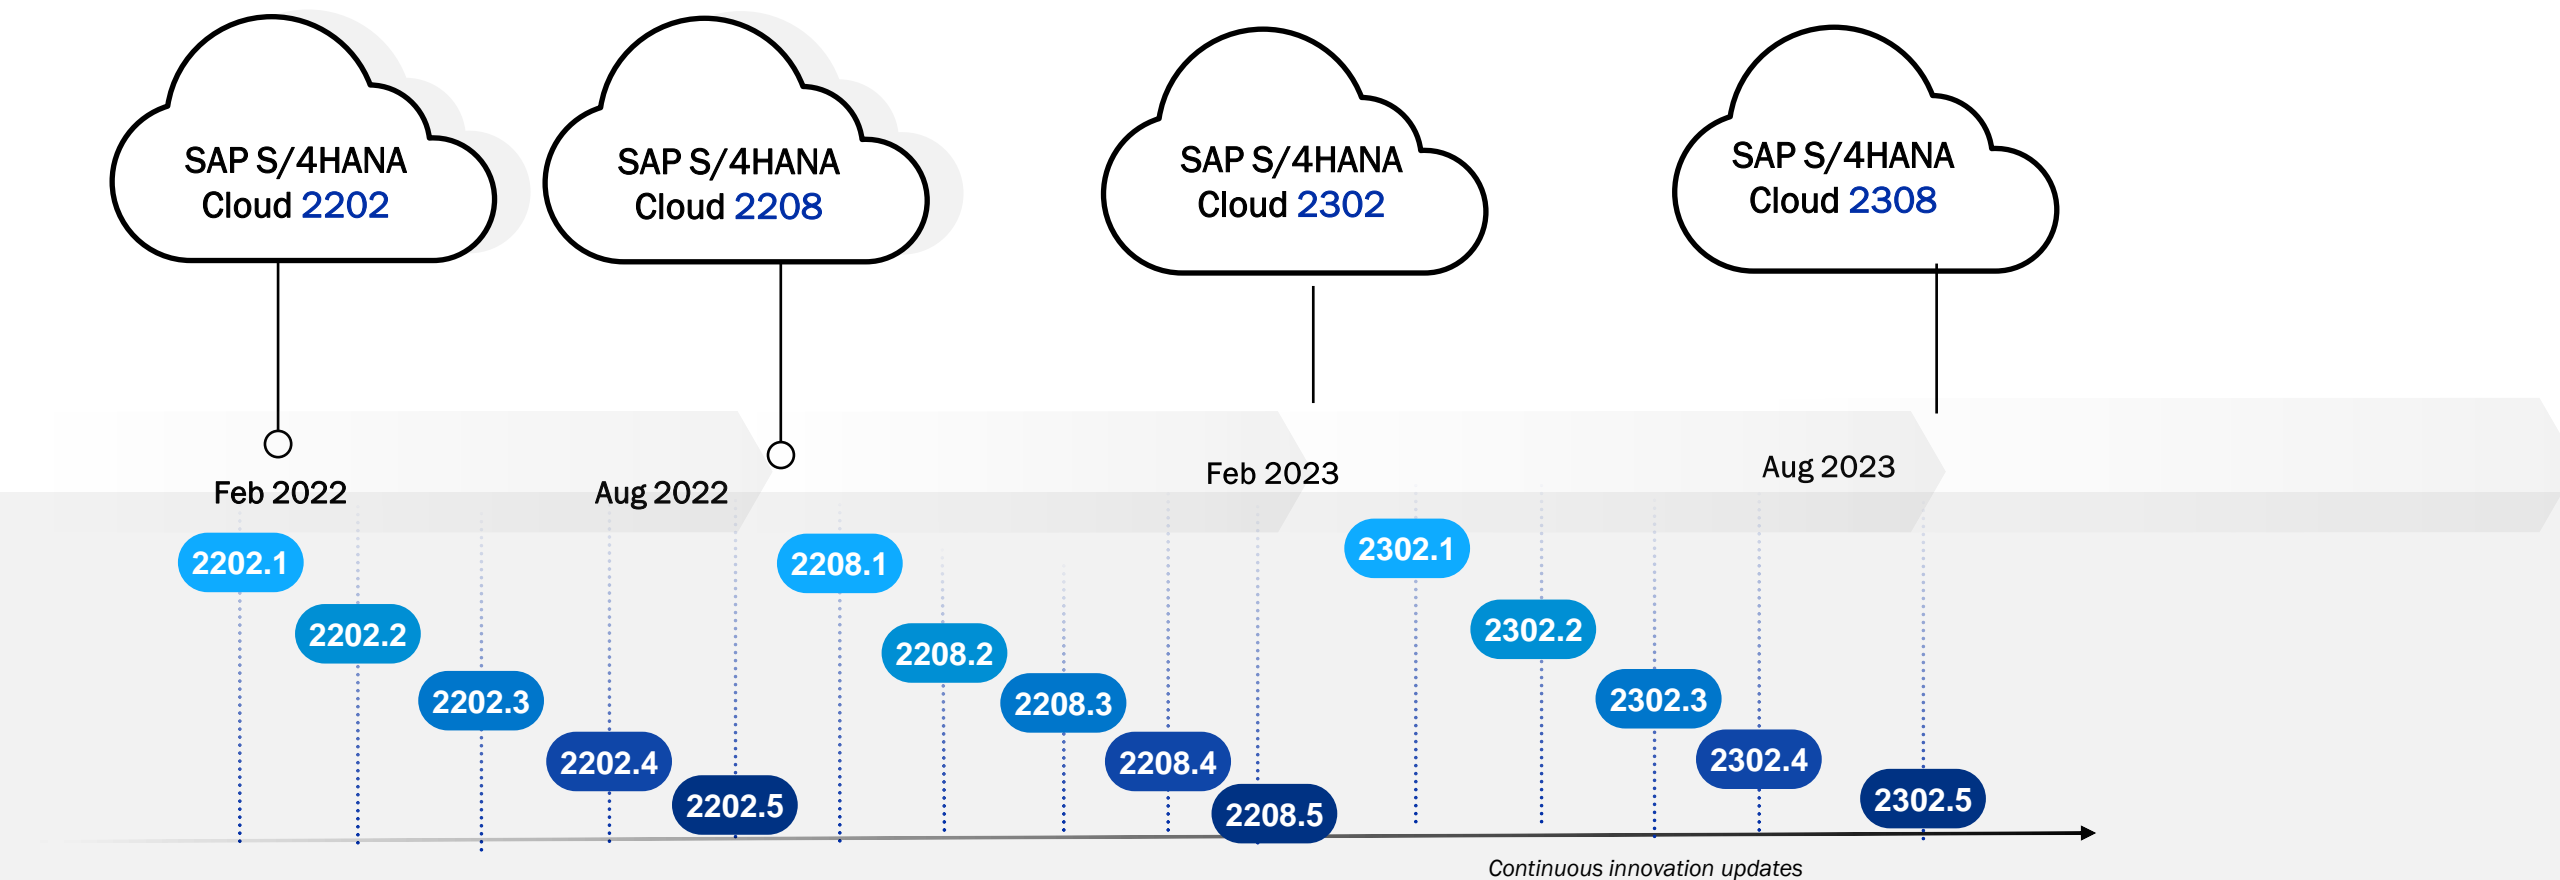 SAP S/4HANA
Cloud 2202
SAP S/4HANA
Cloud 2208
SAP S/4HANA
Cloud 2302
SAP S/4HANA
Cloud 2308
Feb 2022
Aug 2022
Feb 2023
Aug 2023
2202.1
2202.2
2202.3
2202.4
2202.5
2208.1
2208.2
2208.3
2208.4
2208.5
2302.1
2302.2
2302.3
2302.4
2302.5
Continuous innovation updates